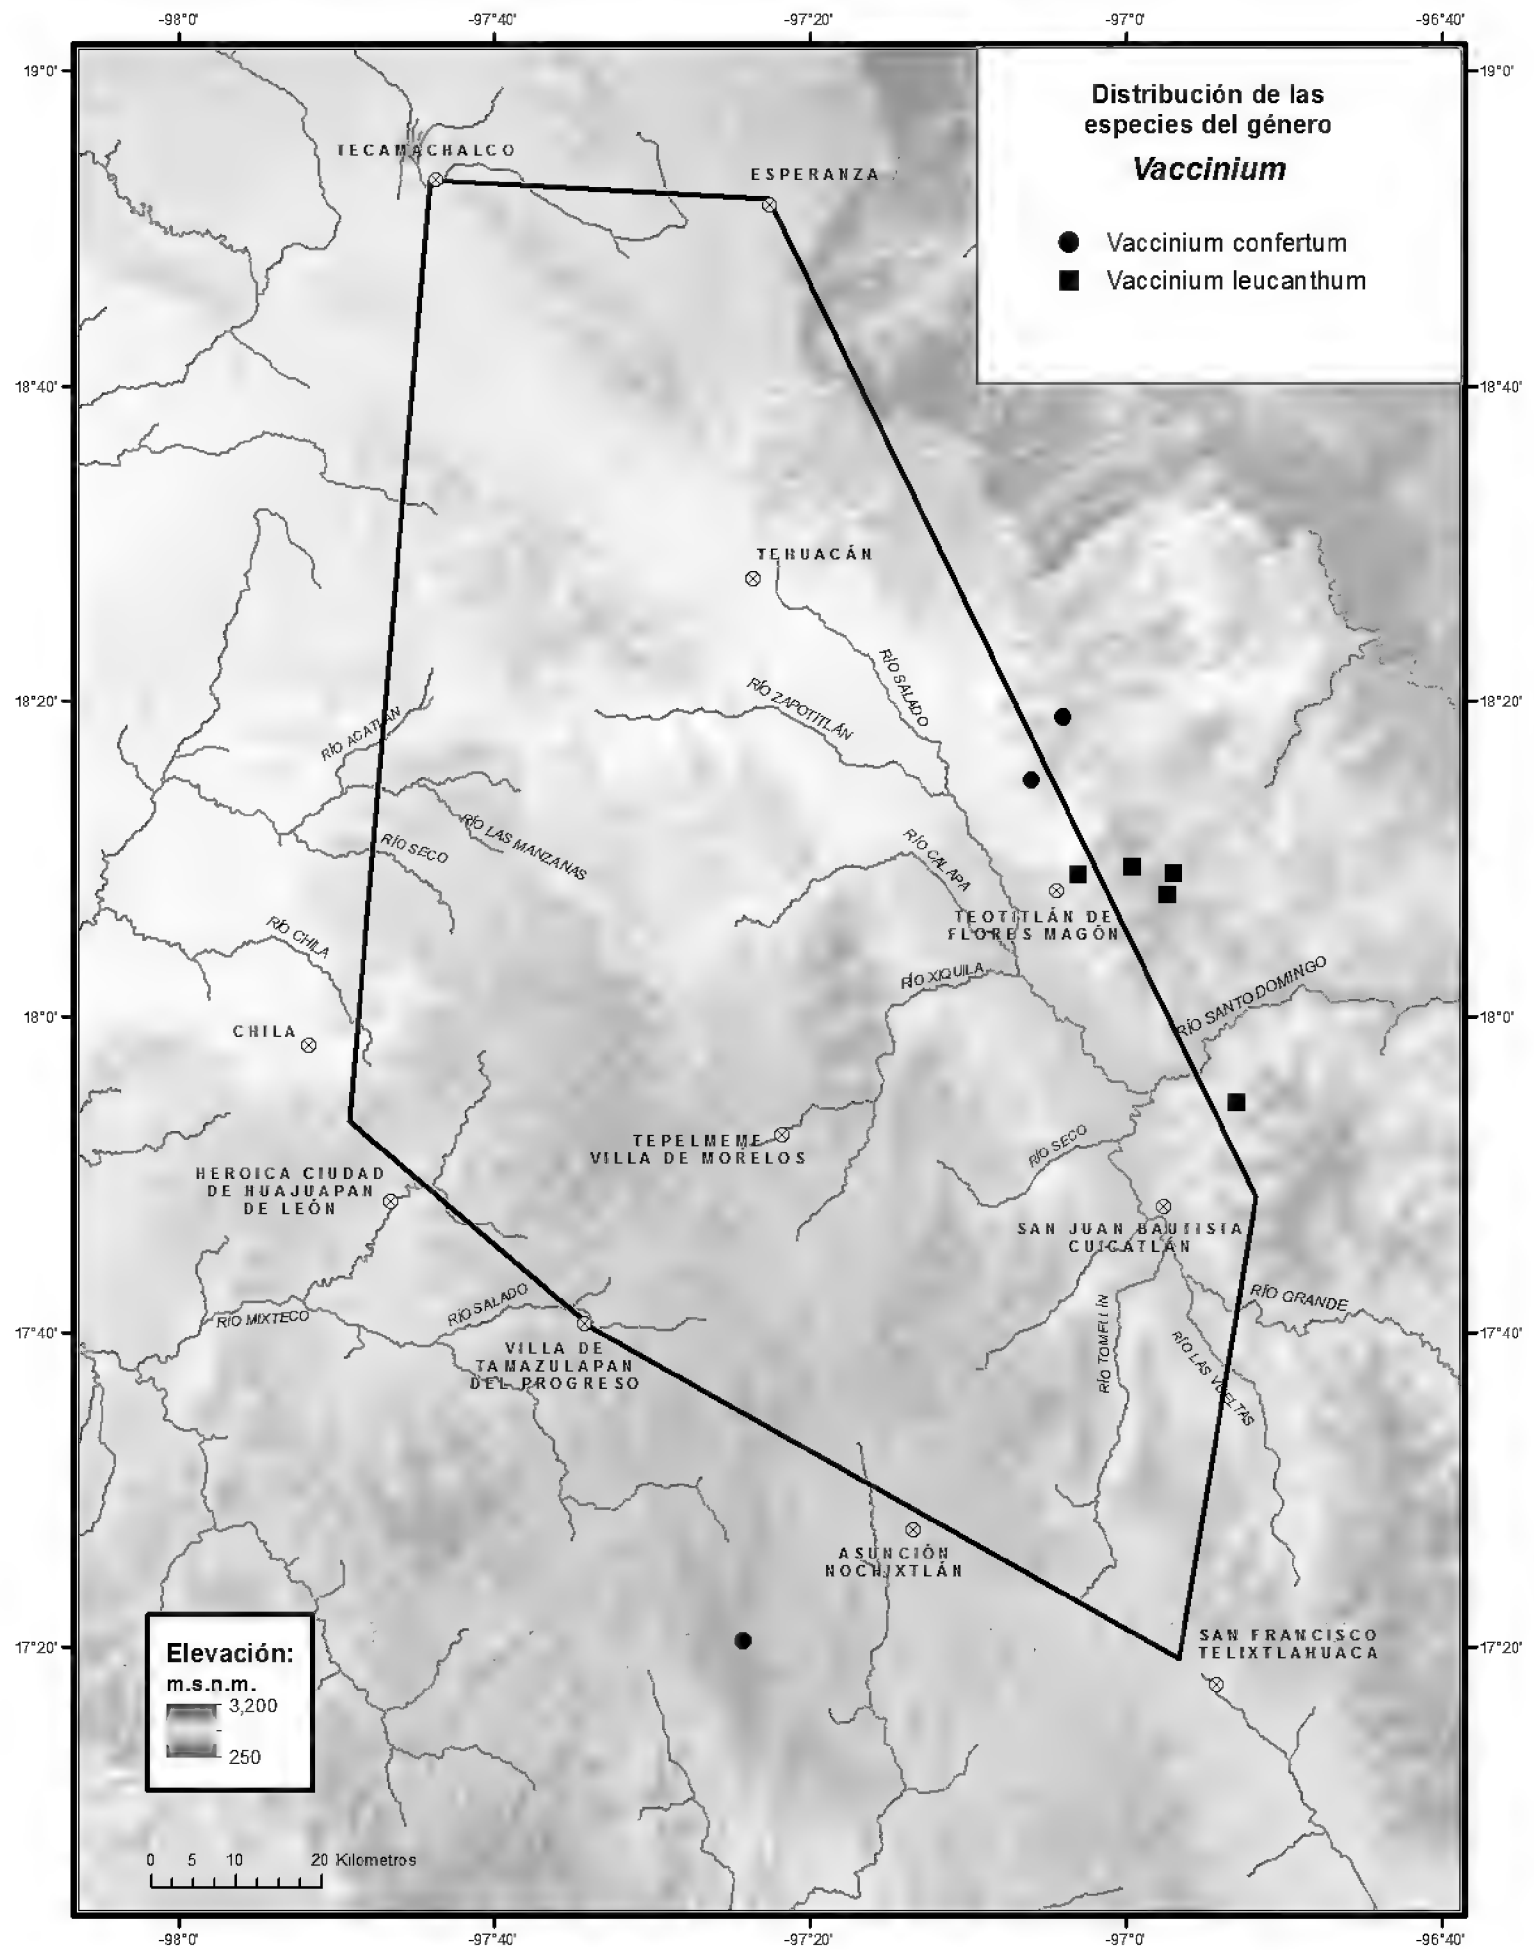 -98°0' -97°40' -97°20' -97°0' -96°40'
19°0' 19°0'
Distribución de las
especies del género
Vaccinium
Vaccinium confertum
Vaccinium leucanthum
TECAMACHALCO
ESPERANZA
18°40' 18°40'
TEHUACÁN
RÍO SALADO
RÍO ZAPOTITLÁN
18°20' 18°20'
RÍO ACATLÁN
RÍO LAS MANZANAS
RÍO SECO
RÍO CALAPA
TEOTITLÁN DE
FLORES MAGÓN
RÍO CHILA
RÍO XIQUILA
RÍO SANTO DOMINGO
18°0' 18°0'
CHILA
TEPELMEME
VILLA DE MORELOS
RÍO SECO
HEROICA CIUDAD
DE HUAJUAPAN
DE LEÓN
SAN JUAN BAUTISTA
CUICATLÁN
RÍO MIXTECO
RÍO SALADO
RÍO GRANDE
17°40' 17°40'
VILLA DE
TAMAZULAPAN
DEL PROGRESO
RÍO TOMELLÍN
RÍO LAS VUELTAS
ASUNCIÓN
NOCHIXTLÁN
SAN FRANCISCO
TELIXTLAHUACA
17°20' 17°20'
Elevación:
m.s.n.m.
3,200
250
0 5 10 20 Kilometros
-98°0' -97°40' -97°20' -97°0' -96°40'